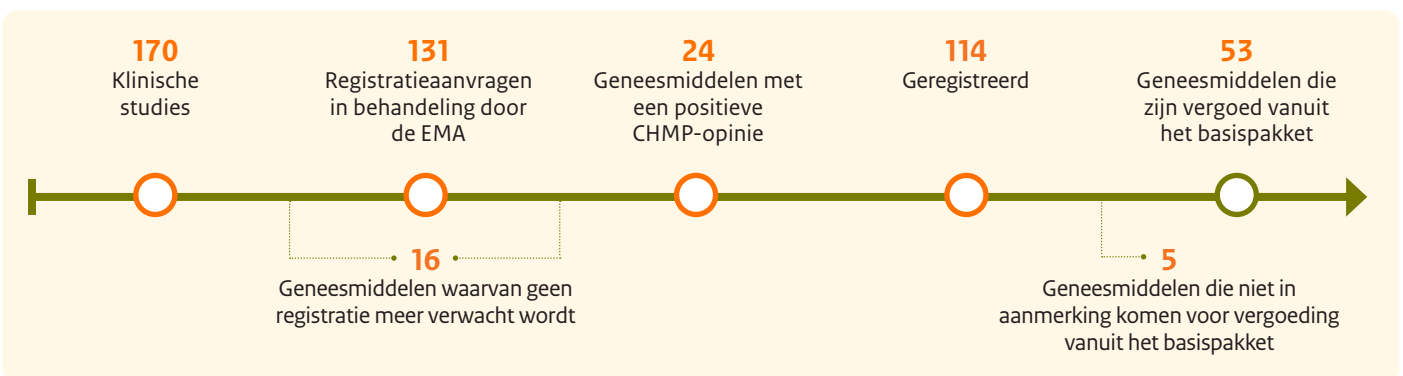 170
Klinische
studies
131
Registratieaanvragen
in behandeling door
de EMA
24
Geneesmiddelen met
een positieve
CHMP-opinie
114
Geregistreerd
53
Geneesmiddelen die
zijn vergoed vanuit
het basispakket
16
Geneesmiddelen waarvan geen
registratie meer verwacht wordt
5
Geneesmiddelen die niet in
aanmerking komen voor vergoeding
vanuit het basispakket